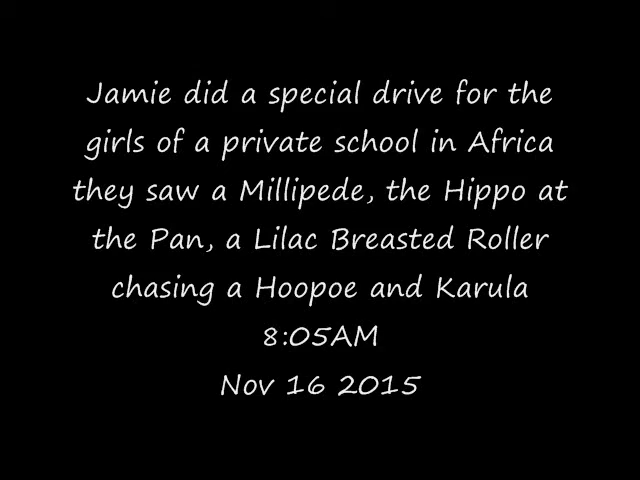 Jamie did a special drive for the
girls of a private school in Africa
they saw a Millipede, the Hippo at
the Pan, a Lilac Breasted Roller
chasing a Hoopoe and Karula
8:05AM
Nov 16 2015